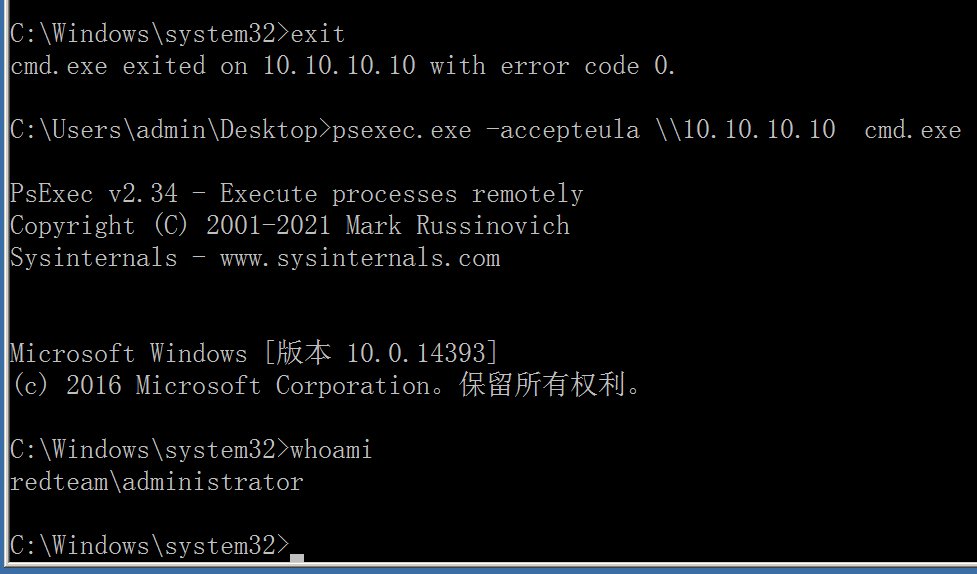 C:\Windows\system32>exit
cmd.exe exited on 10.10.10.10 with error code 0.
C:\Users\admin\Desktop>psexec.exe -accepteula \\10.10.10.10  cmd.exe
PsExec v2.34 - Execute processes remotely
Copyright (C) 2001-2021 Mark Russinovich
Sysinternals - www.sysinternals.com
Microsoft Windows [版本 10.0.14393]
(c) 2016 Microsoft Corporation。保留所有权利。
C:\Windows\system32>whoami
redteam\administrator
C:\Windows\system32>